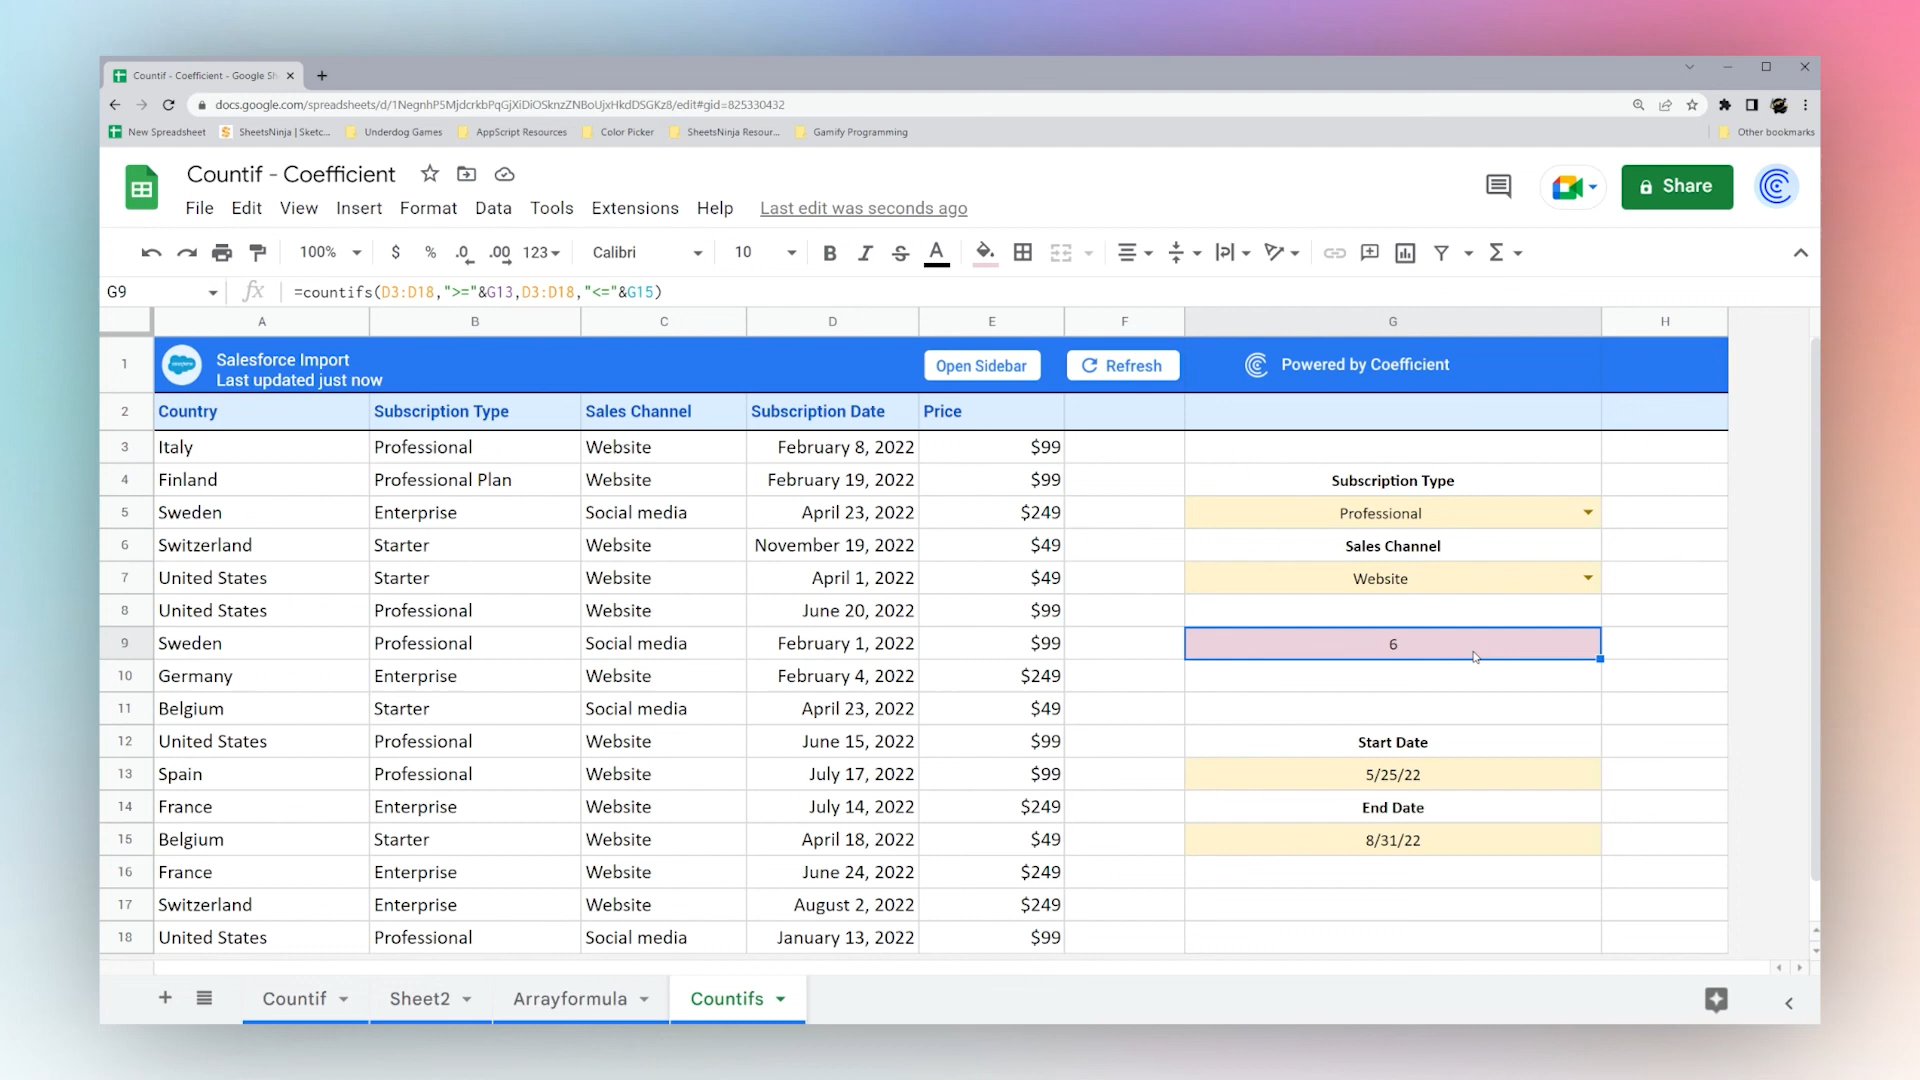 Countif - Coefficient - Google Sh
docs.google.com/spreadsheets/d/1NegnhP5MjdcrkbPqGjXiDiOSknzZNBoUjxHkdDSGKz8/edit#gid=825330432
New Spreadsheet SheetsNinja | Sketc... Underdog Games AppScript Resources Color Picker SheetsNinja Resour... Gamify Programming Other bookmarks
Countif - Coefficient
Share
File Edit View Insert Format Data Tools Extensions Help Last edit was seconds ago
100% $ % .0 .00 123 Calibri 10 B I S A
G9 fx =countifs(D3:D18,">="&G13,D3:D18,"<="&G15)
A B C D E F G H
1 Salesforce Import
Last updated just now
Open Sidebar Refresh Powered by Coefficient
2 Country Subscription Type Sales Channel Subscription Date Price
3 Italy Professional Website February 8, 2022 $99
4 Finland Professional Plan Website February 19, 2022 $99 Subscription Type
5 Sweden Enterprise Social media April 23, 2022 $249 Professional
6 Switzerland Starter Website November 19, 2022 $49 Sales Channel
7 United States Starter Website April 1, 2022 $49 Website
8 United States Professional Website June 20, 2022 $99
9 Sweden Professional Social media February 1, 2022 $99 6
10 Germany Enterprise Website February 4, 2022 $249
11 Belgium Starter Social media April 23, 2022 $49
12 United States Professional Website June 15, 2022 $99 Start Date
13 Spain Professional Website July 17, 2022 $99 5/25/22
14 France Enterprise Website July 14, 2022 $249 End Date
15 Belgium Starter Website April 18, 2022 $49 8/31/22
16 France Enterprise Website June 24, 2022 $249
17 Switzerland Enterprise Website August 2, 2022 $249
18 United States Professional Social media January 13, 2022 $99
Countif Sheet2 Arrayformula Countifs